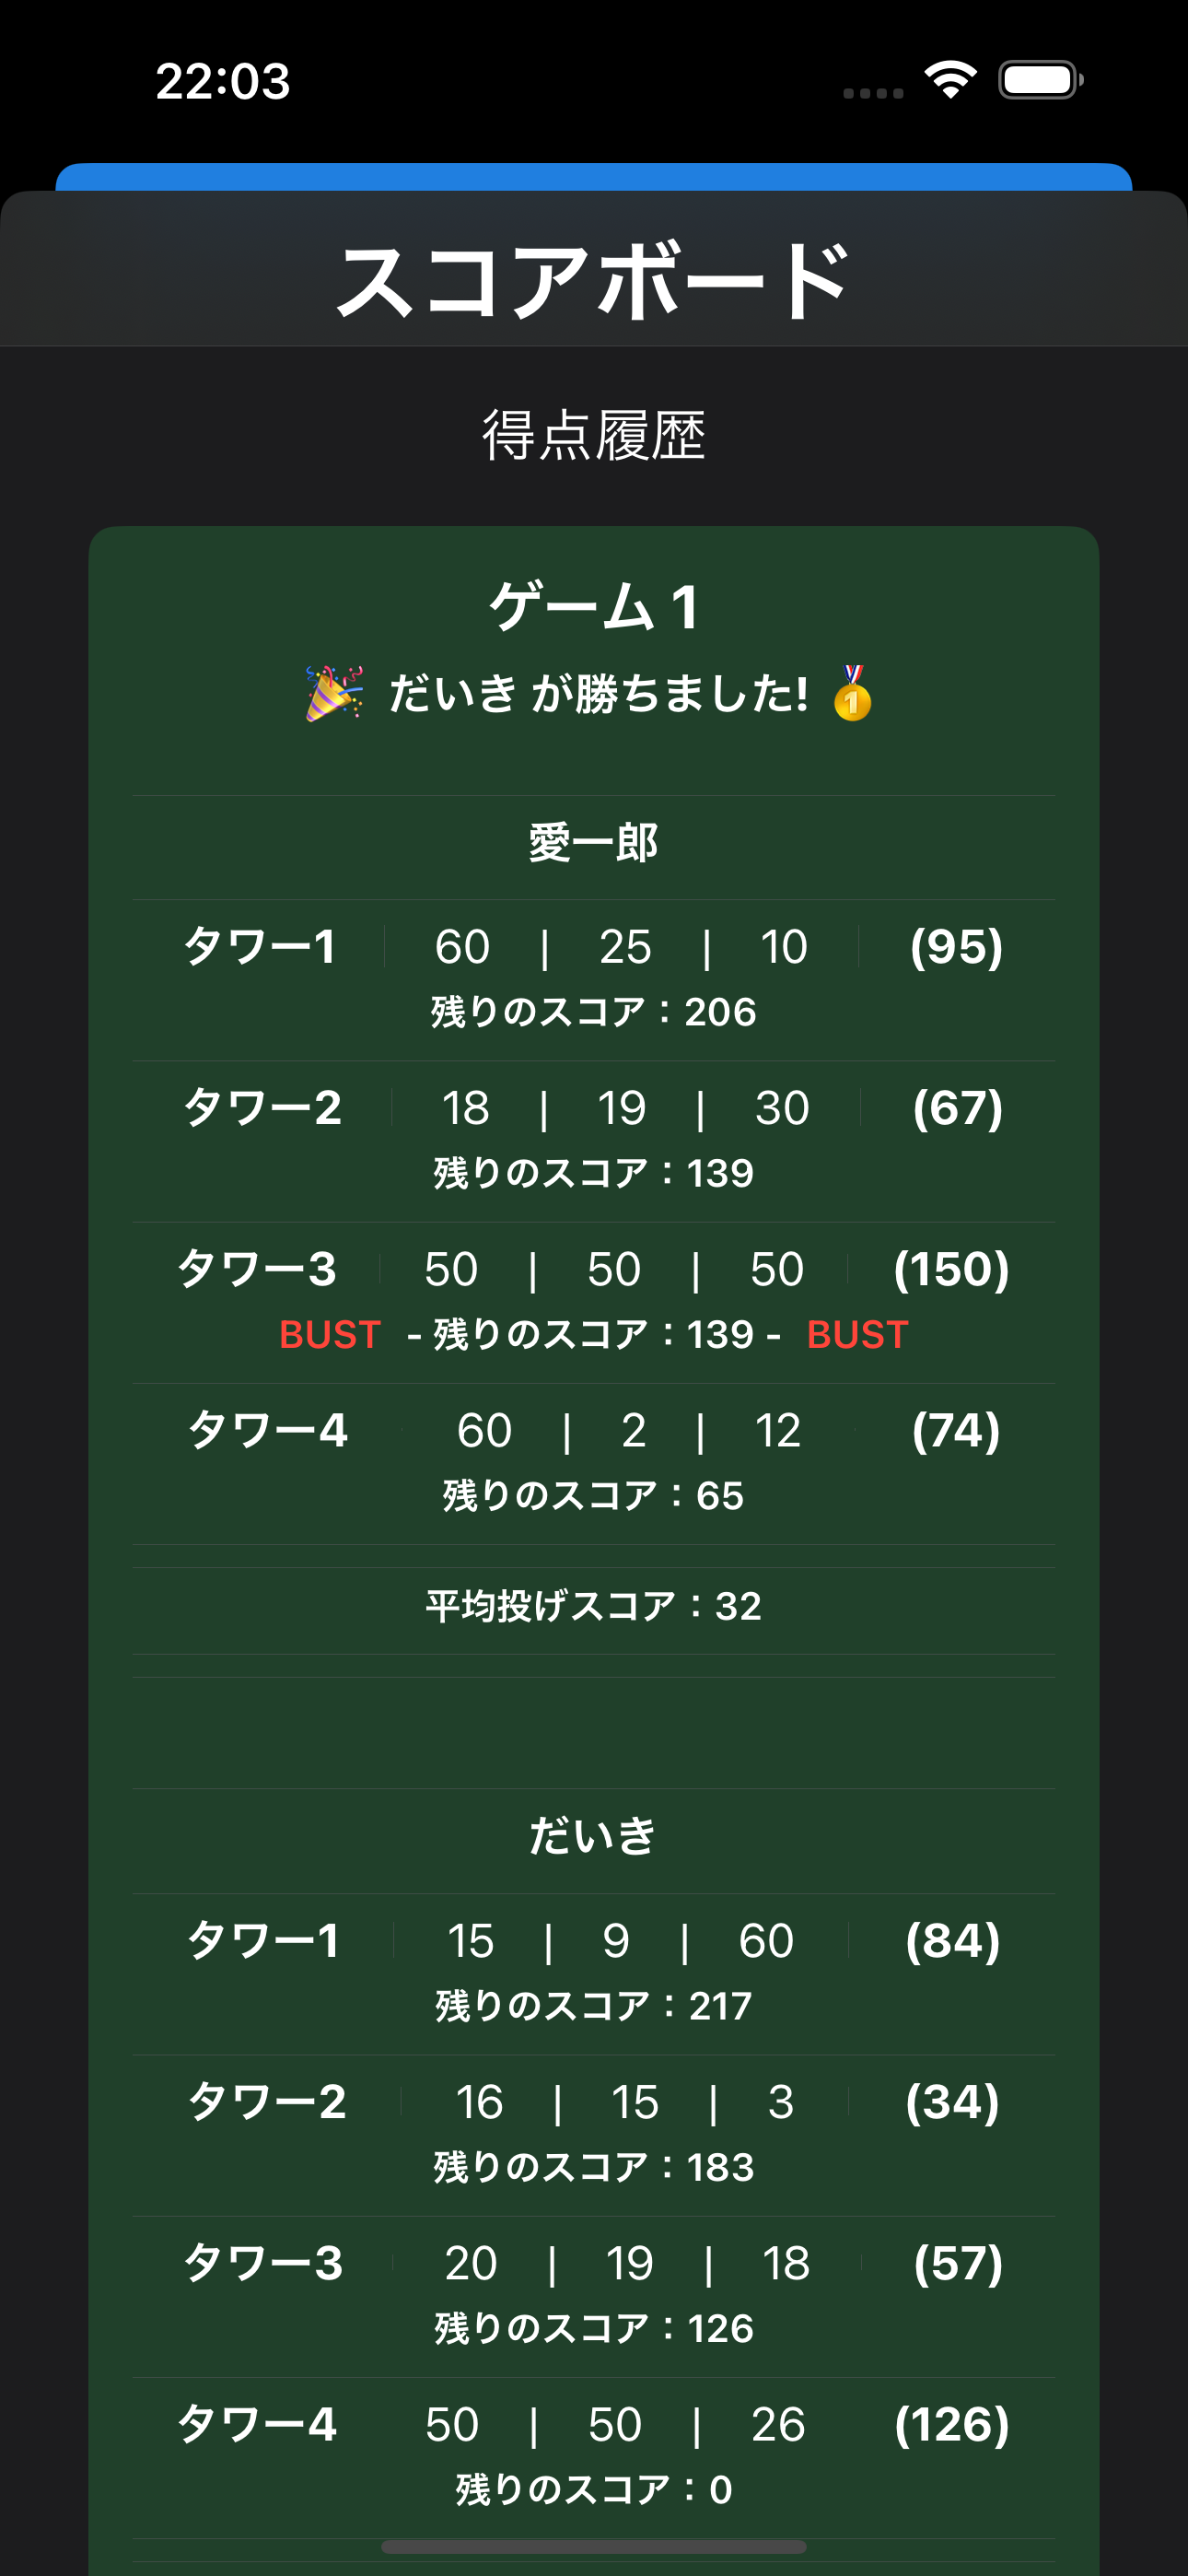 22:03
スコアボード
得点履歴
ゲーム 1
🎉 だいき が勝ちました! 🥇
愛一郎
タワー1 60 | 25 | 10 (95)
残りのスコア：206
タワー2 18 | 19 | 30 (67)
残りのスコア：139
タワー3 50 | 50 | 50 (150)
BUST - 残りのスコア：139 - BUST
タワー4 60 | 2 | 12 (74)
残りのスコア：65
平均投げスコア：32
だいき
タワー1 15 | 9 | 60 (84)
残りのスコア：217
タワー2 16 | 15 | 3 (34)
残りのスコア：183
タワー3 20 | 19 | 18 (57)
残りのスコア：126
タワー4 50 | 50 | 26 (126)
残りのスコア：0